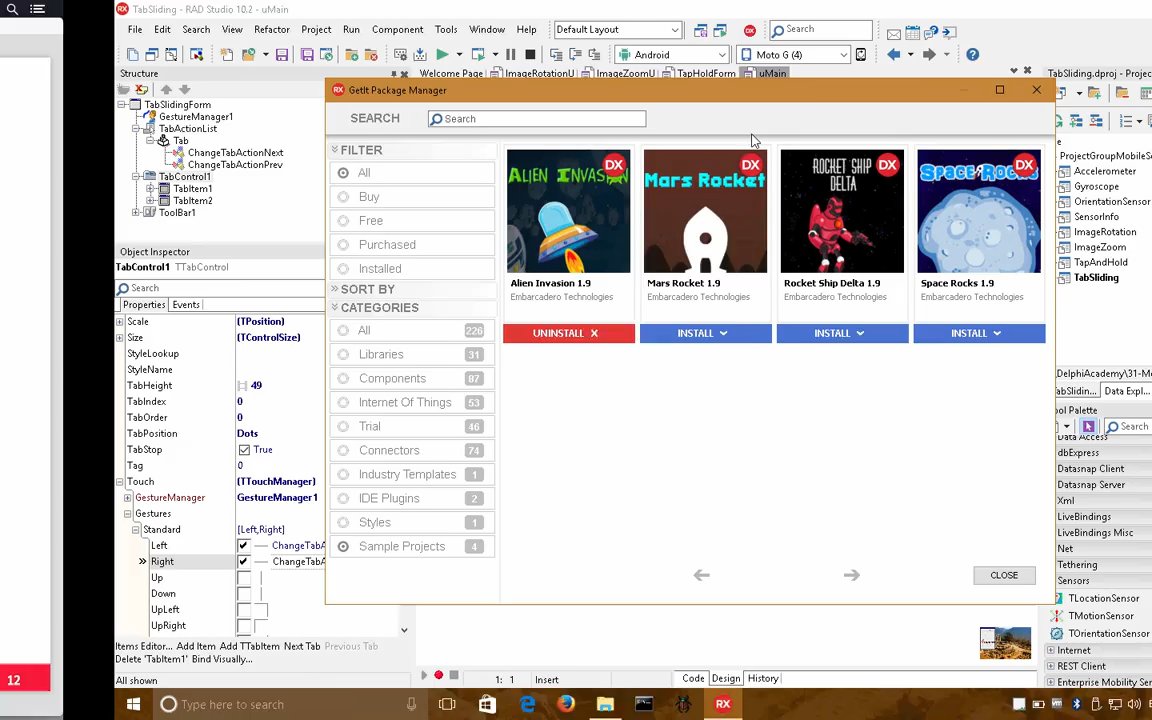 TabSliding - RAD Studio 10.2 - uMain
File Edit Search View Refactor Project Run Component Tools Window Help
Default Layout
Search
Android
Moto G (4)
Structure
Welcome Page ImageRotationU ImageZoomU TapHoldForm uMain
TabSliding.dproj - Projec
TabSlidingForm
GestureManager1
TabActionList
Tab
ChangeTabActionNext
ChangeTabActionPrev
TabControl1
TabItem1
TabItem2
ToolBar1
Object Inspector
TabControl1 TTabControl
Search
Properties Events
Scale (TPosition)
Size (TControlSize)
StyleLookup
StyleName
TabHeight 49
TabIndex 0
TabOrder 0
TabPosition Dots
TabStop True
Tag 0
Touch (TTouchManager)
GestureManager GestureManager1
Gestures
Standard [Left,Right]
Left ChangeTabA
Right ChangeTabA
Up
Down
UpLeft
UpRight
Items Editor... Add Item Add TTabItem Next Tab Previous Tab
Delete 'TabItem1' Bind Visually...
All shown
GetIt Package Manager
SEARCH Search
FILTER
All
Buy
Free
Purchased
Installed
SORT BY
CATEGORIES
All 226
Libraries 31
Components 87
Internet Of Things 53
Trial 46
Connectors 74
Industry Templates 1
IDE Plugins 2
Styles 1
Sample Projects 4
ALIEN INVASION DX
Mars Rocket DX
ROCKET SHIP DELTA DX
SPACE ROCKS DX
Alien Invasion 1.9
Embarcadero Technologies
UNINSTALL X
Mars Rocket 1.9
Embarcadero Technologies
INSTALL
Rocket Ship Delta 1.9
Embarcadero Technologies
INSTALL
Space Rocks 1.9
Embarcadero Technologies
INSTALL
CLOSE
ProjectGroupMobileSe
Accelerometer
Gyroscope
OrientationSensor
SensorInfo
ImageRotation
ImageZoom
TapAndHold
TabSliding
DelphiAcademy\31-Mo
TabSlidin... Data Expl...
ool Palette
Search
Data Access
dbExpress
Datasnap Client
Datasnap Server
Xml
LiveBindings
LiveBindings Misc
Net
Tethering
Sensors
TLocationSensor
TMotionSensor
TOrientationSensor
Internet
REST Client
Enterprise Mobility Serv
1: 1 Insert
Code Design History
12
Type here to search